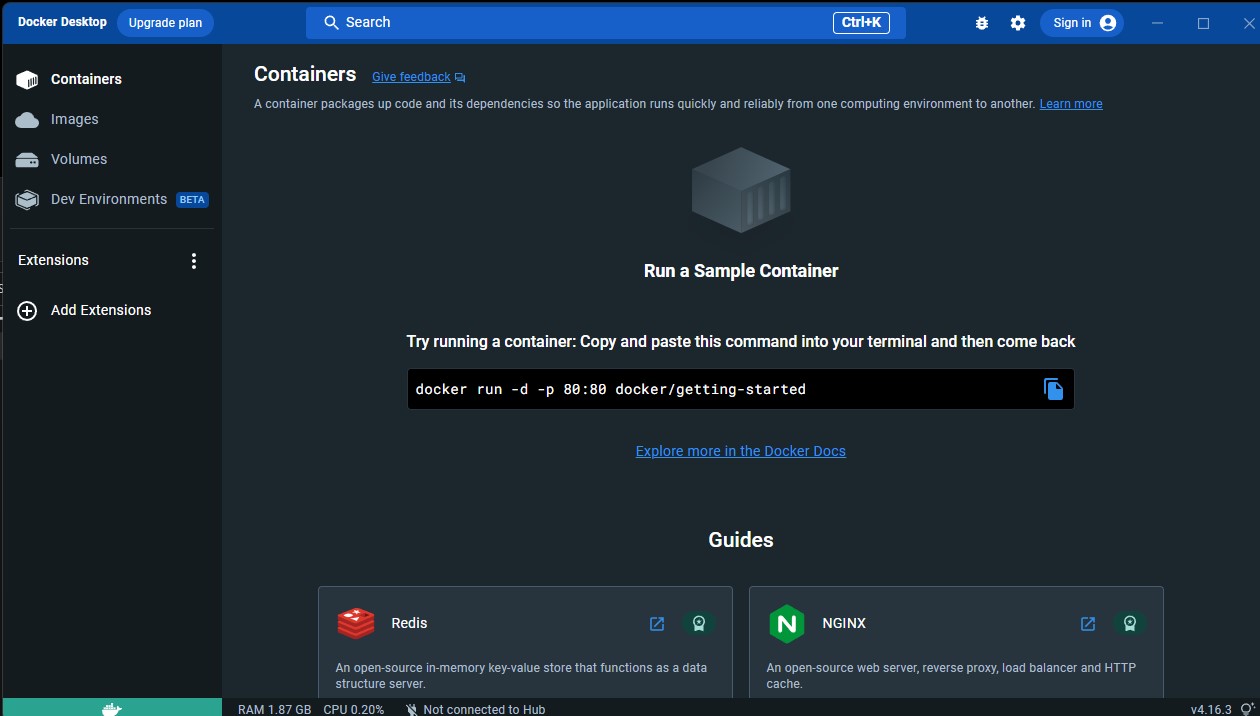 Docker Desktop Upgrade plan Search Ctrl+K Sign in
Containers
Images
Volumes
Dev Environments BETA
Extensions
Add Extensions
Containers Give feedback
A container packages up code and its dependencies so the application runs quickly and reliably from one computing environment to another. Learn more
Run a Sample Container
Try running a container: Copy and paste this command into your terminal and then come back
docker run -d -p 80:80 docker/getting-started
Explore more in the Docker Docs
Guides
Redis
An open-source in-memory key-value store that functions as a data
structure server.
NGINX
An open-source web server, reverse proxy, load balancer and HTTP
cache.
RAM 1.87 GB CPU 0.20% Not connected to Hub v4.16.3